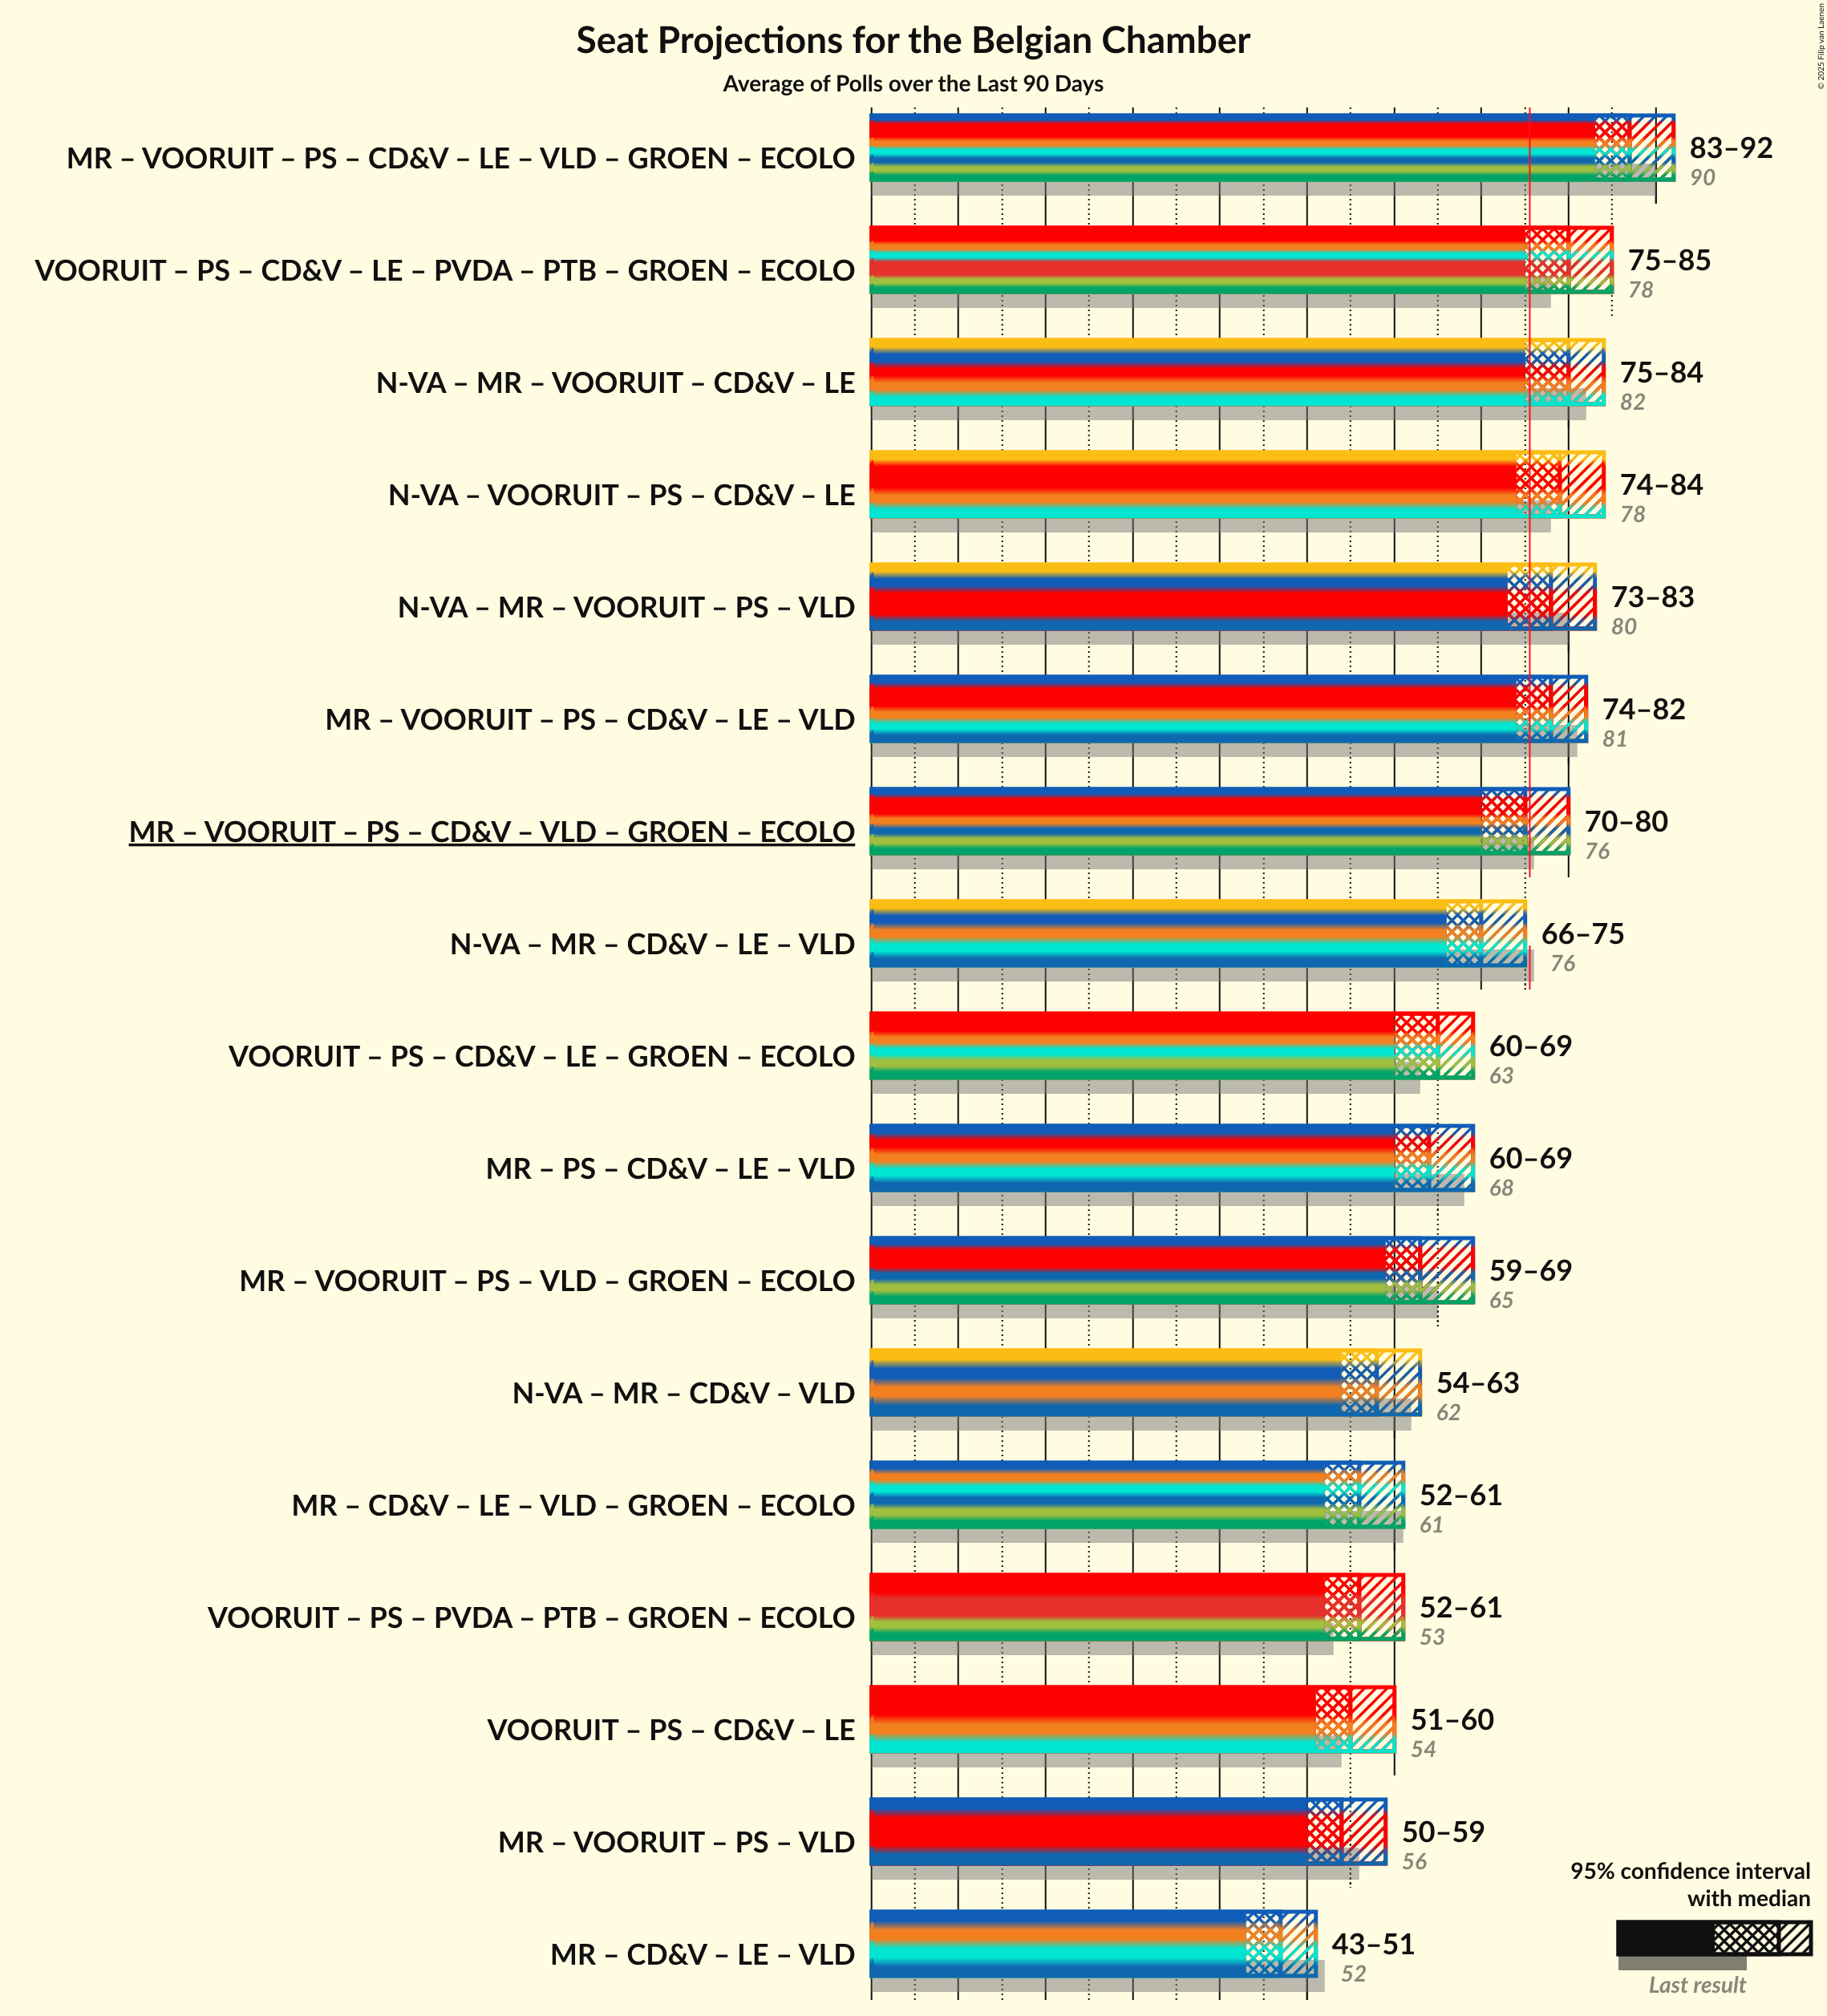 Seat Projections for the Belgian Chamber
Average of Polls over the Last 90 Days
© 2025 Filip van Laenen
MR – VOORUIT – PS – CD&V – LE – VLD – GROEN – ECOLO
83–92
90
VOORUIT – PS – CD&V – LE – PVDA – PTB – GROEN – ECOLO
75–85
78
N-VA – MR – VOORUIT – CD&V – LE
75–84
82
N-VA – VOORUIT – PS – CD&V – LE
74–84
78
N-VA – MR – VOORUIT – PS – VLD
73–83
80
MR – VOORUIT – PS – CD&V – LE – VLD
74–82
81
MR – VOORUIT – PS – CD&V – VLD – GROEN – ECOLO
70–80
76
N-VA – MR – CD&V – LE – VLD
66–75
76
VOORUIT – PS – CD&V – LE – GROEN – ECOLO
60–69
63
MR – PS – CD&V – LE – VLD
60–69
68
MR – VOORUIT – PS – VLD – GROEN – ECOLO
59–69
65
N-VA – MR – CD&V – VLD
54–63
62
MR – CD&V – LE – VLD – GROEN – ECOLO
52–61
61
VOORUIT – PS – PVDA – PTB – GROEN – ECOLO
52–61
53
VOORUIT – PS – CD&V – LE
51–60
54
MR – VOORUIT – PS – VLD
50–59
56
MR – CD&V – LE – VLD
43–51
52
95% confidence interval
with median
Last result